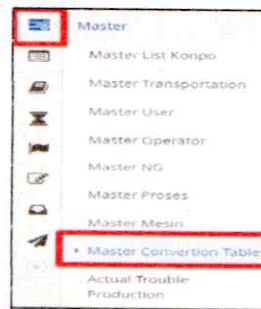 Master
Master List Konpo
Master Transportation
Master User
Master Operator
Master NG
Master Proses
Master Mesin
Master Convertion Table
Actual Trouble
Production